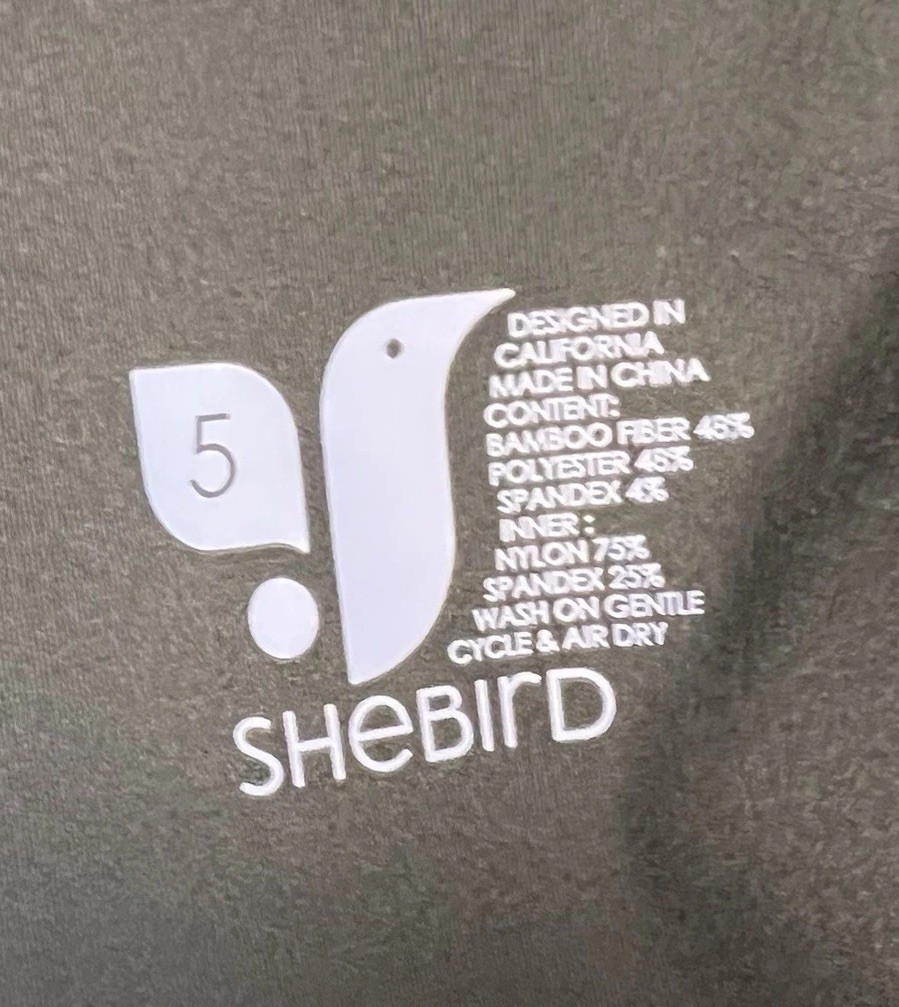 5
DESIGNED IN
CALIFORNIA
MADE IN CHINA
CONTENT:
BAMBOO FIBER 48%
POLYESTER 48%
SPANDEX 4%
INNER :
NYLON 75%
SPANDEX 25%
WASH ON GENTLE
CYCLE & AIR DRY
SHeBIrD